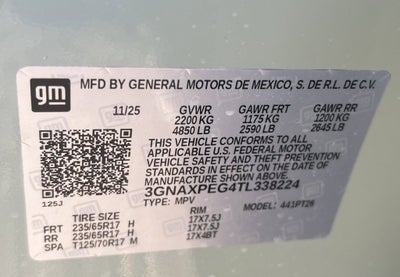 gm MFD BY GENERAL MOTORS DE MEXICO, S. DE R.L. DE C.V.
11/25 GVWR GAWR FRT GAWR RR
2200 KG 1175 KG 1200 KG
4850 LB 2590 LB 2645 LB
THIS VEHICLE CONFORMS TO ALL
APPLICABLE U.S. FEDERAL MOTOR
VEHICLE SAFETY STANDARDS IN
EFFECT ON THE DATE OF
MANUFACTURE SHOWN ABOVE.
3GNAXPEG4TL338224
125J TYPE: MPV MODEL: 441PT26
TIRE SIZE RIM
FRT 235/65R17 H 17X7.5J
RR 235/65R17 H 17X7.5J
SPA T125/70R17 M 17X4BT